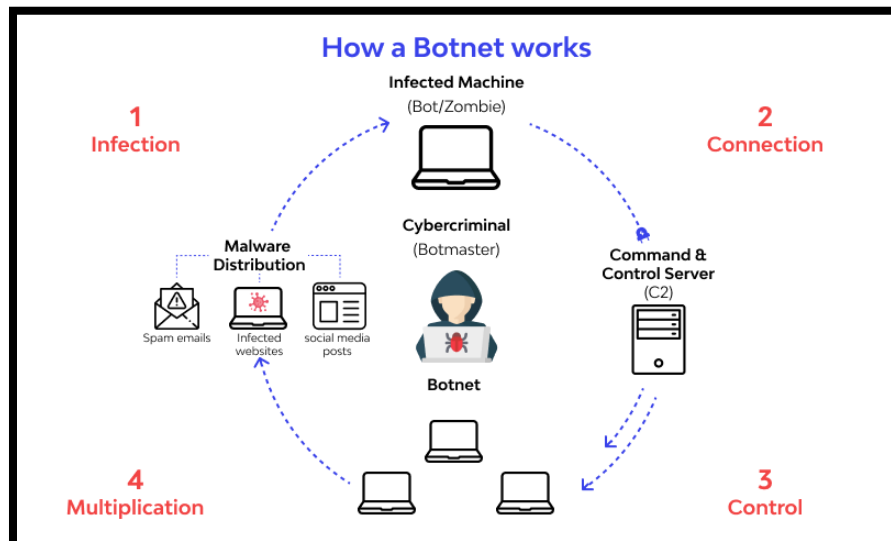 How a Botnet works
Infected Machine
(Bot/Zombie)
1
Infection
2
Connection
Malware
Distribution
Spam emails
Infected
websites
social media
posts
Cybercriminal
(Botmaster)
Command &
Control Server
(C2)
Botnet
4
Multiplication
3
Control